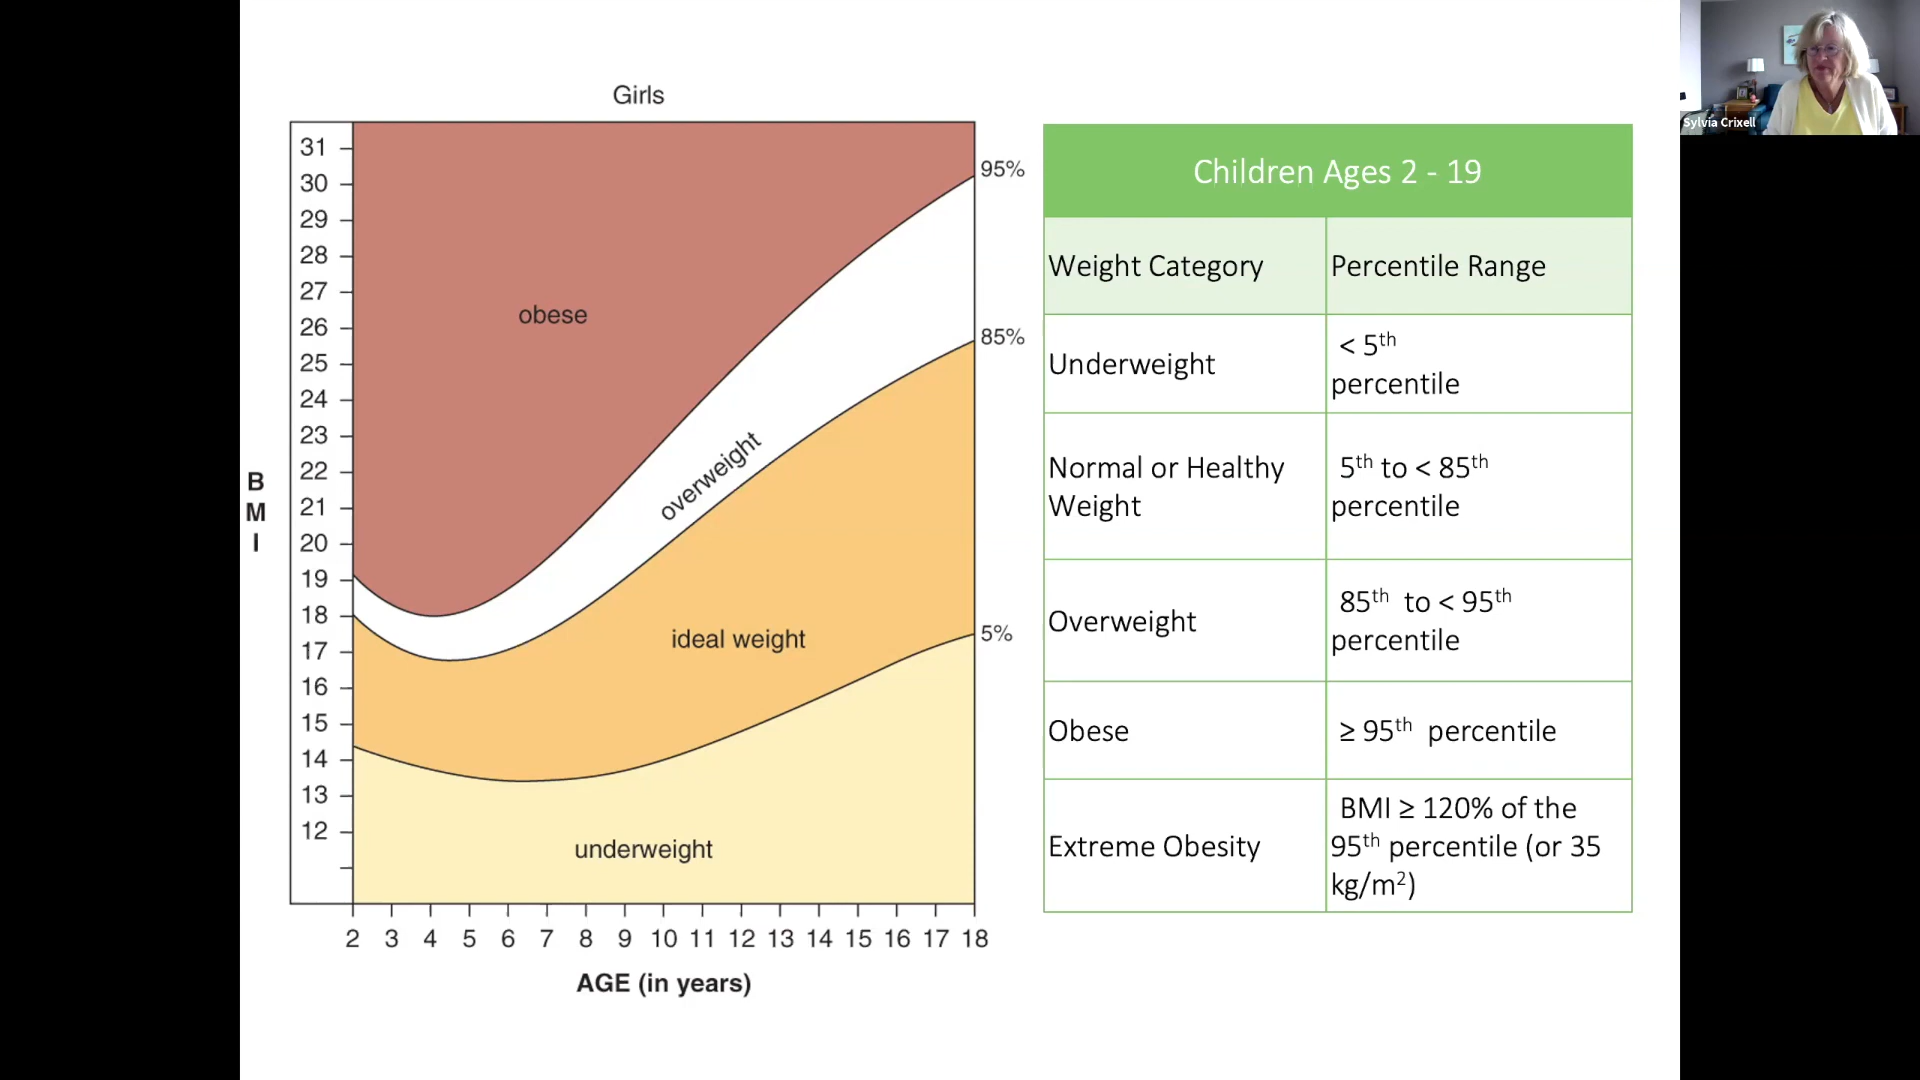 Sylvia Crixell
Girls
31
30
29
28
27
26
25
24
23
22
21
20
19
18
17
16
15
14
13
12
B
M
I
obese
overweight
ideal weight
underweight
95%
85%
5%
2 3 4 5 6 7 8 9 10 11 12 13 14 15 16 17 18
AGE (in years)
Children Ages 2 - 19
Weight Category
Percentile Range
Underweight
< 5th
percentile
Normal or Healthy
Weight
5th to < 85th
percentile
Overweight
85th to < 95th
percentile
Obese
≥ 95th percentile
Extreme Obesity
BMI ≥ 120% of the
95th percentile (or 35
kg/m²)